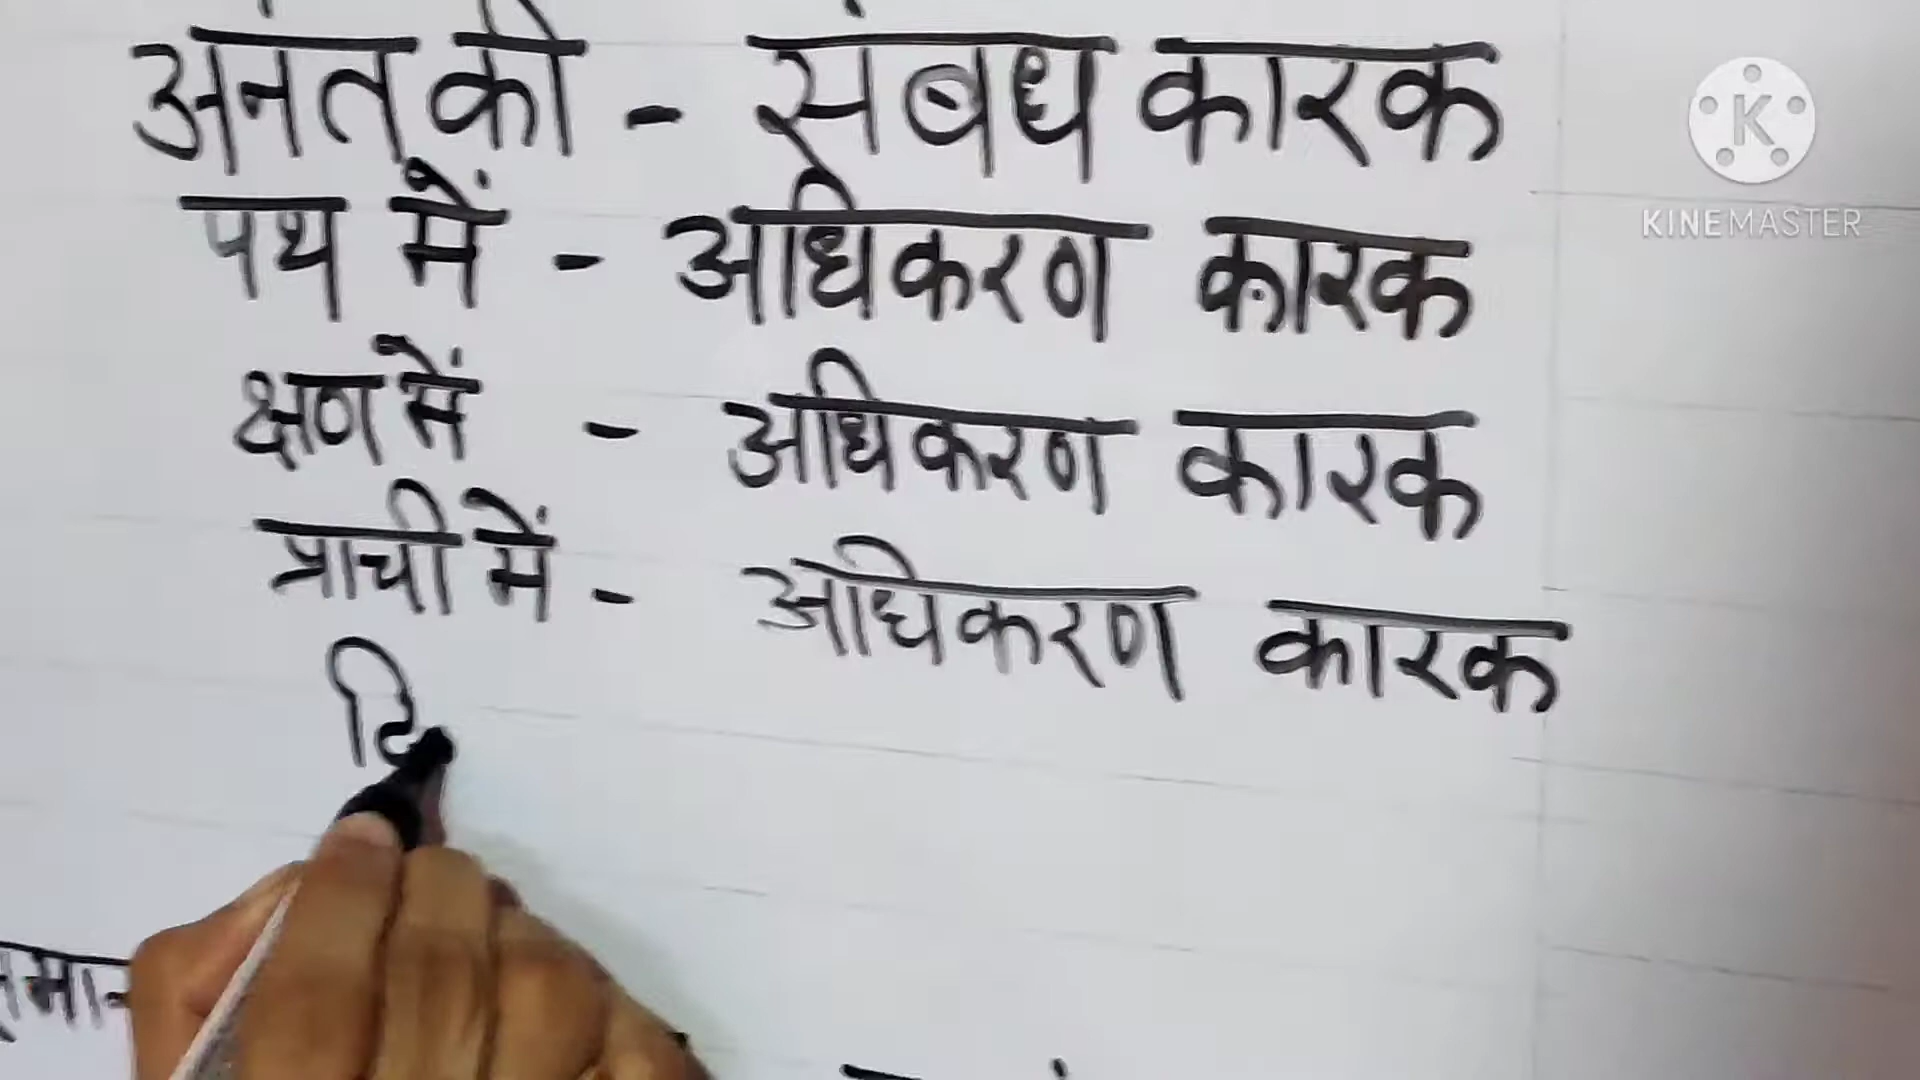 अनंत की - संबध कारक
पथ में - अधिकरण कारक
क्षण में - अधिकरण कारक
प्राची में - अधिकरण कारक
दि
K
KINEMASTER